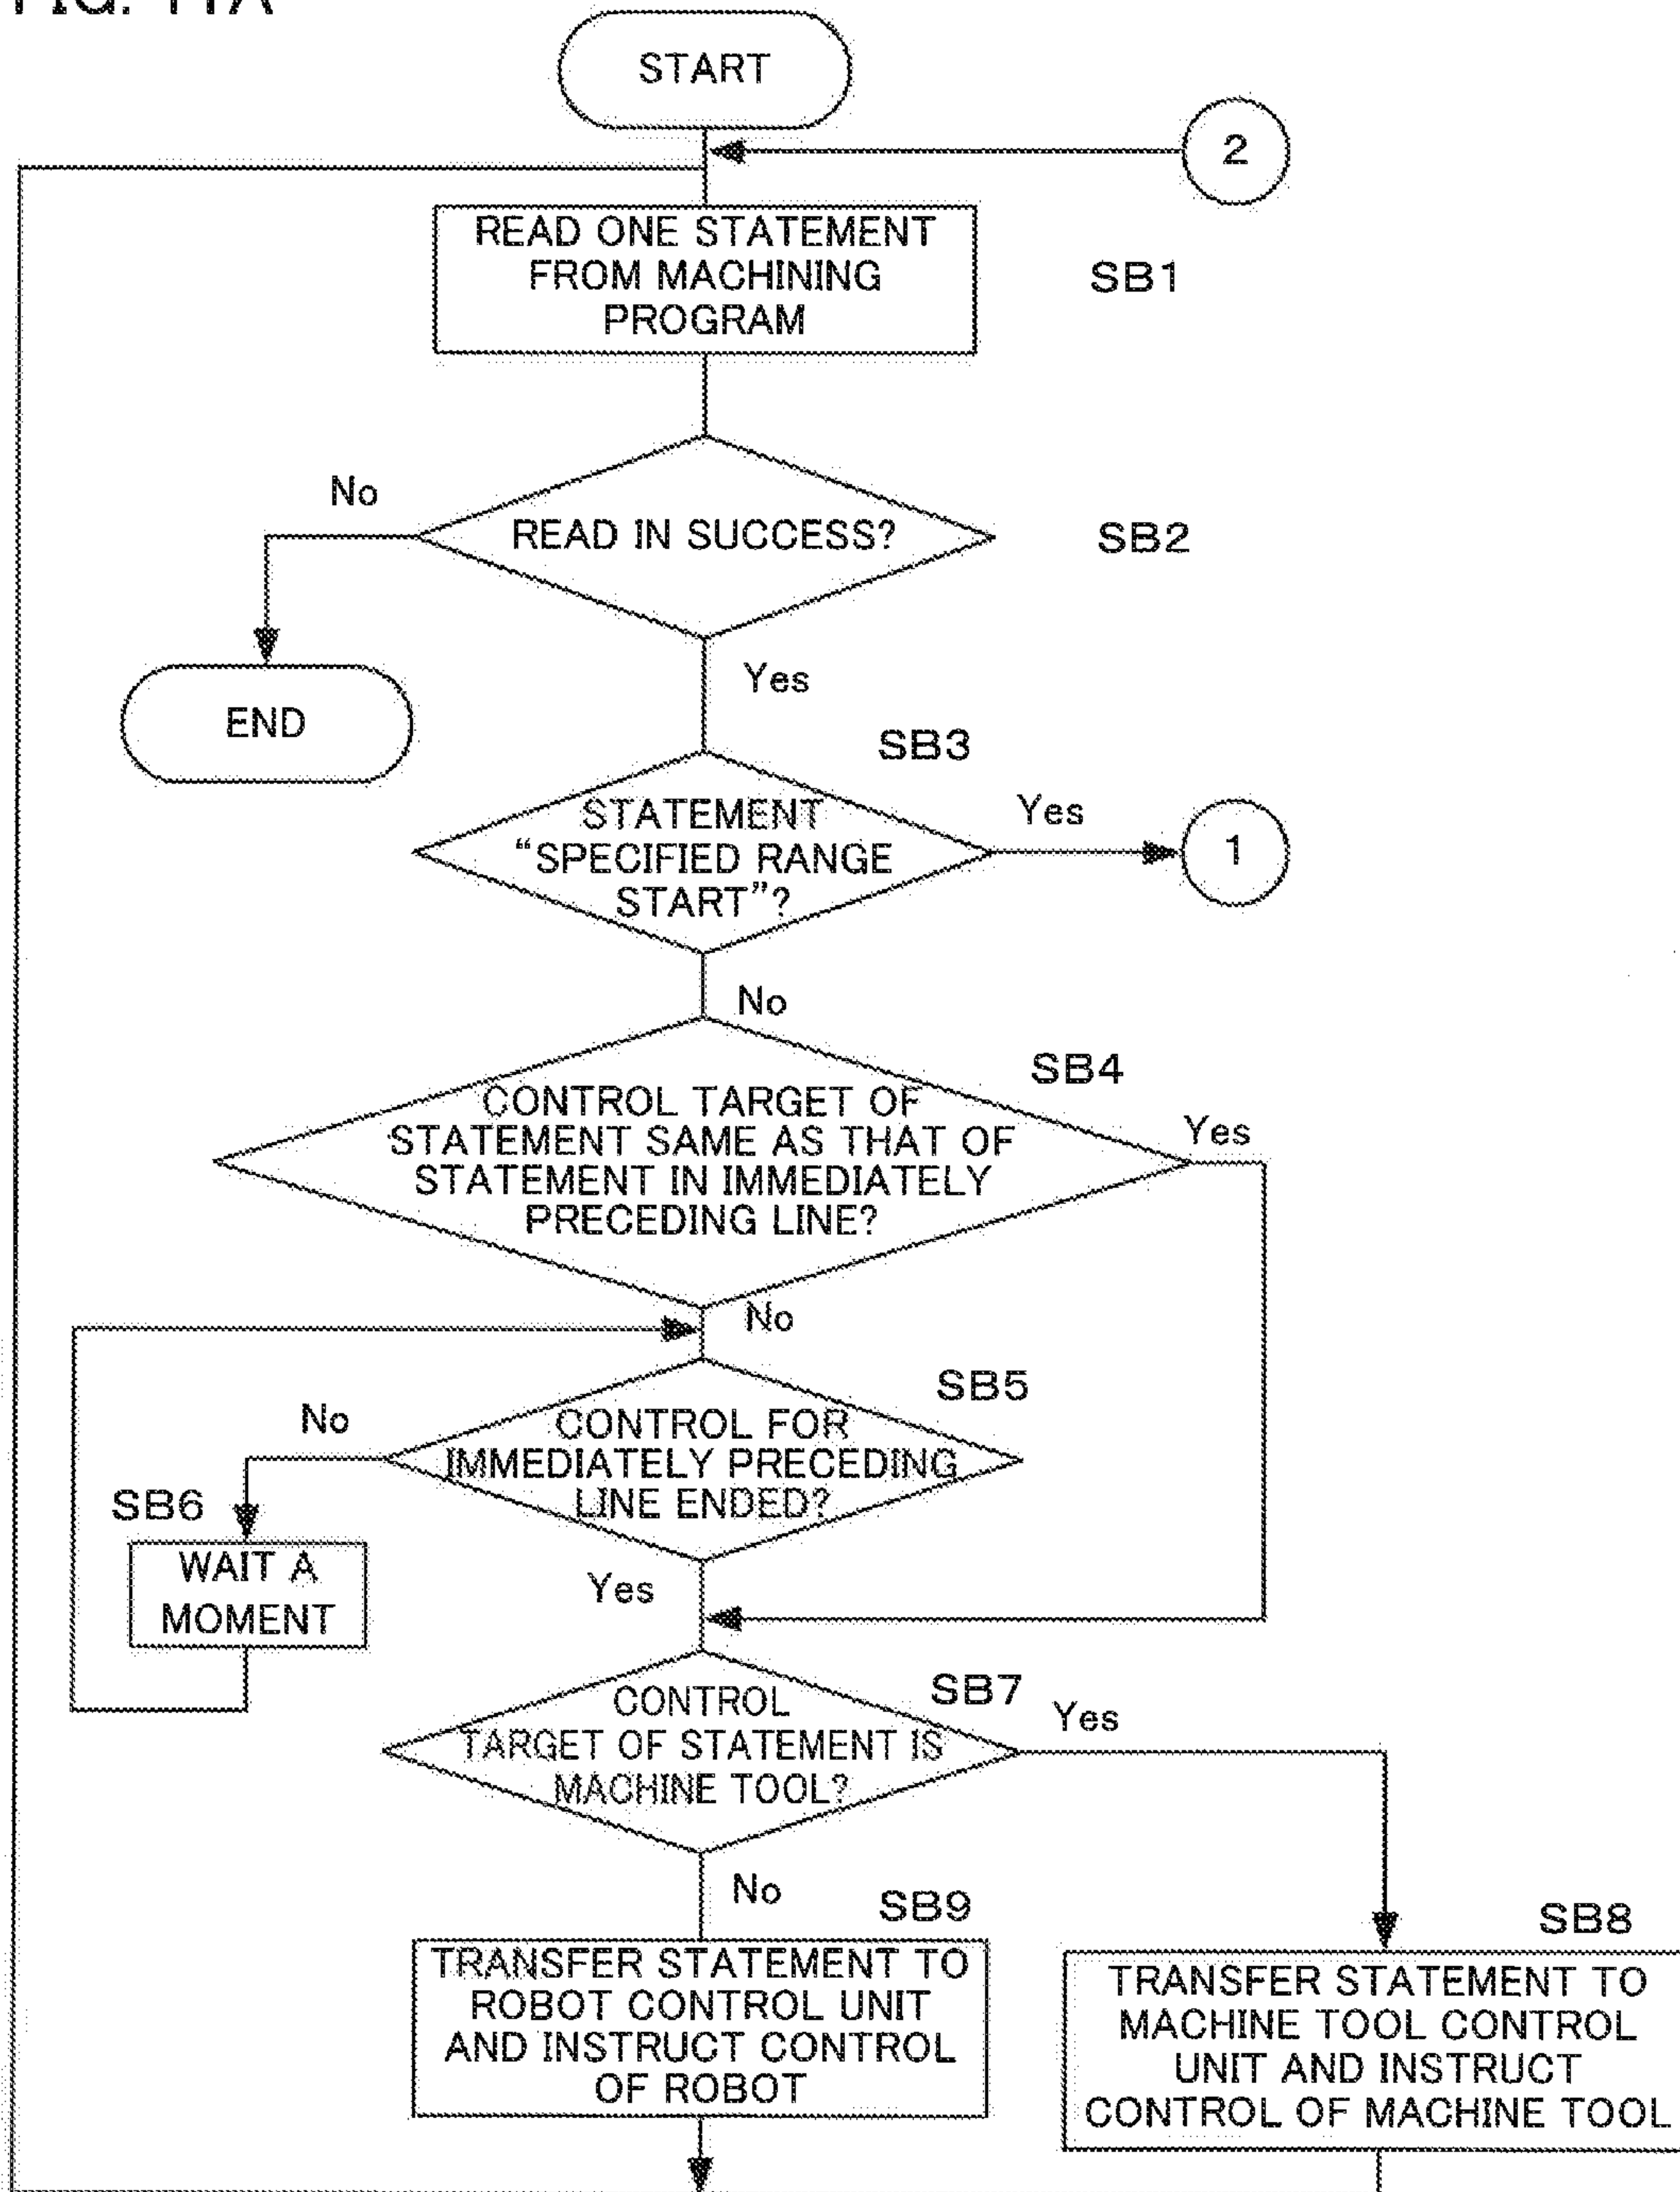 FIG. 11A
START
2
READ ONE STATEMENT
FROM MACHINING
PROGRAM
SB1
No
READ IN SUCCESS?
SB2
Yes
END
SB3
STATEMENT
“SPECIFIED RANGE
START”?
Yes
1
No
SB4
CONTROL TARGET OF
STATEMENT SAME AS THAT OF
STATEMENT IN IMMEDIATELY
PRECEDING LINE?
Yes
No
SB5
No
CONTROL FOR
IMMEDIATELY PRECEDING
LINE ENDED?
SB6
WAIT A
MOMENT
Yes
SB7
CONTROL
TARGET OF STATEMENT IS
MACHINE TOOL?
Yes
No
SB9
SB8
TRANSFER STATEMENT TO
ROBOT CONTROL UNIT
AND INSTRUCT CONTROL
OF ROBOT
TRANSFER STATEMENT TO
MACHINE TOOL CONTROL
UNIT AND INSTRUCT
CONTROL OF MACHINE TOOL